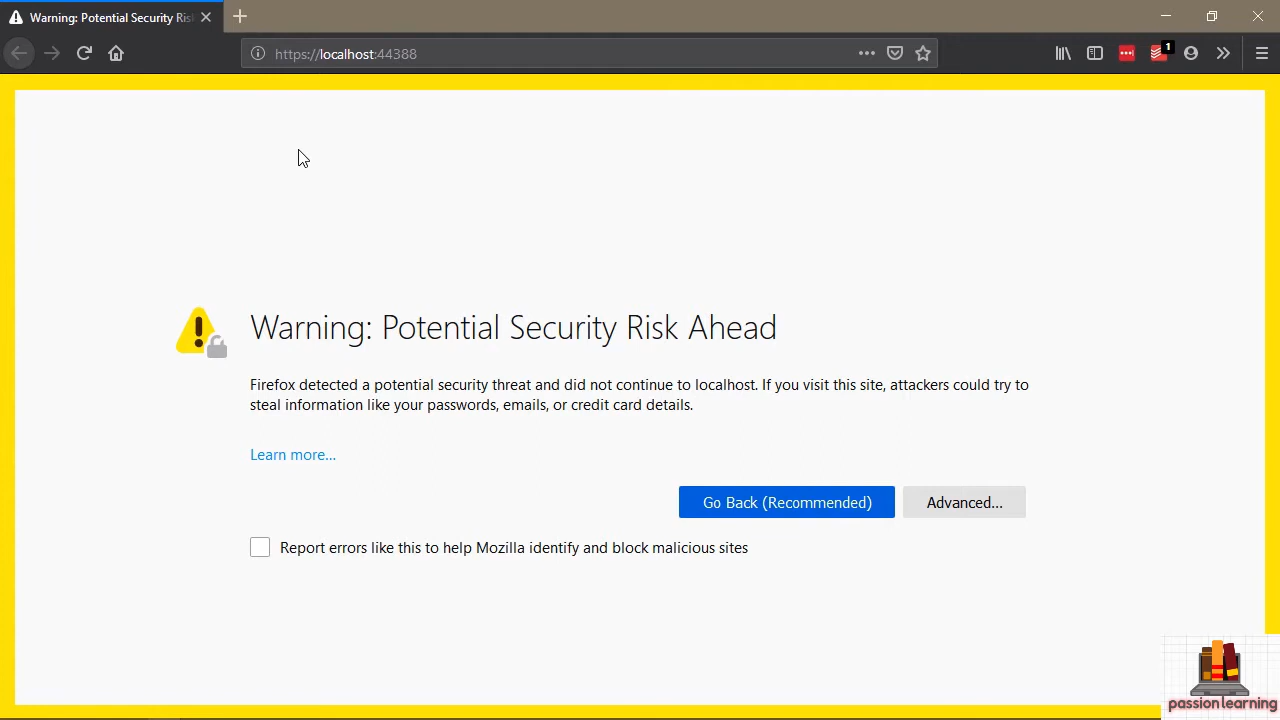 Warning: Potential Security Ris
https://localhost:44388
1
Warning: Potential Security Risk Ahead
Firefox detected a potential security threat and did not continue to localhost. If you visit this site, attackers could try to
steal information like your passwords, emails, or credit card details.
Learn more...
Go Back (Recommended)
Advanced...
Report errors like this to help Mozilla identify and block malicious sites
passion learning